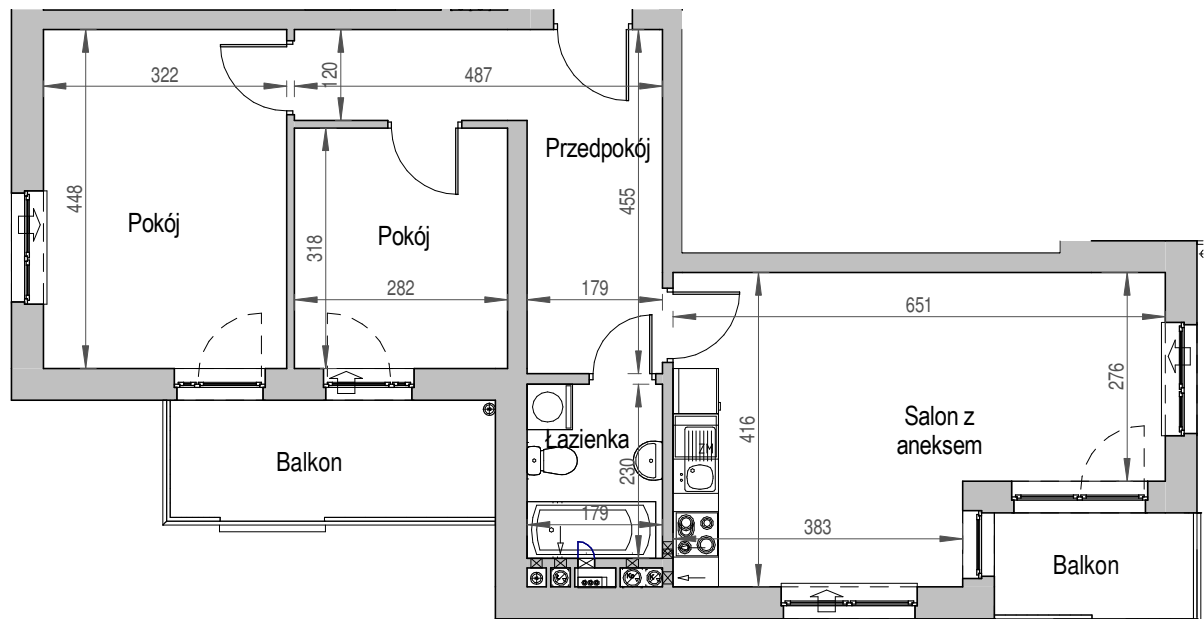 322
487
120
Przedpokój
448
455
Pokój
Pokój
318
282
179
651
276
Salon z
aneksem
416
Łazienka
ZM
230
Balkon
179
383
Balkon